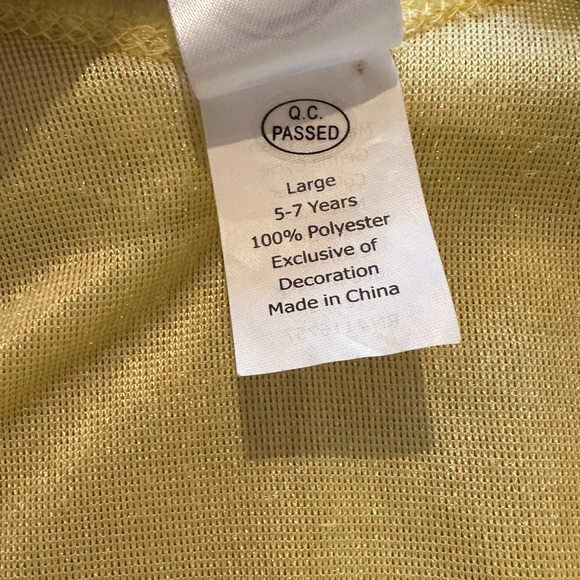 Q.C.
PASSED
Large
5-7 Years
100% Polyester
Exclusive of
Decoration
Made in China